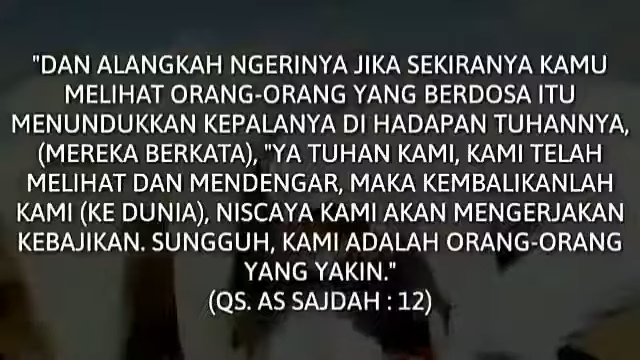 "DAN ALANGKAH NGERINYA JIKA SEKIRANYA KAMU
MELIHAT ORANG-ORANG YANG BERDOSA ITU
MENUNDUKKAN KEPALANYA DI HADAPAN TUHANNYA,
(MEREKA BERKATA), "YA TUHAN KAMI, KAMI TELAH
MELIHAT DAN MENDENGAR, MAKA KEMBALIKANLAH
KAMI (KE DUNIA), NISCAYA KAMI AKAN MENGERJAKAN
KEBAJIKAN. SUNGGUH, KAMI ADALAH ORANG-ORANG
YANG YAKIN."
(QS. AS SAJDAH : 12)